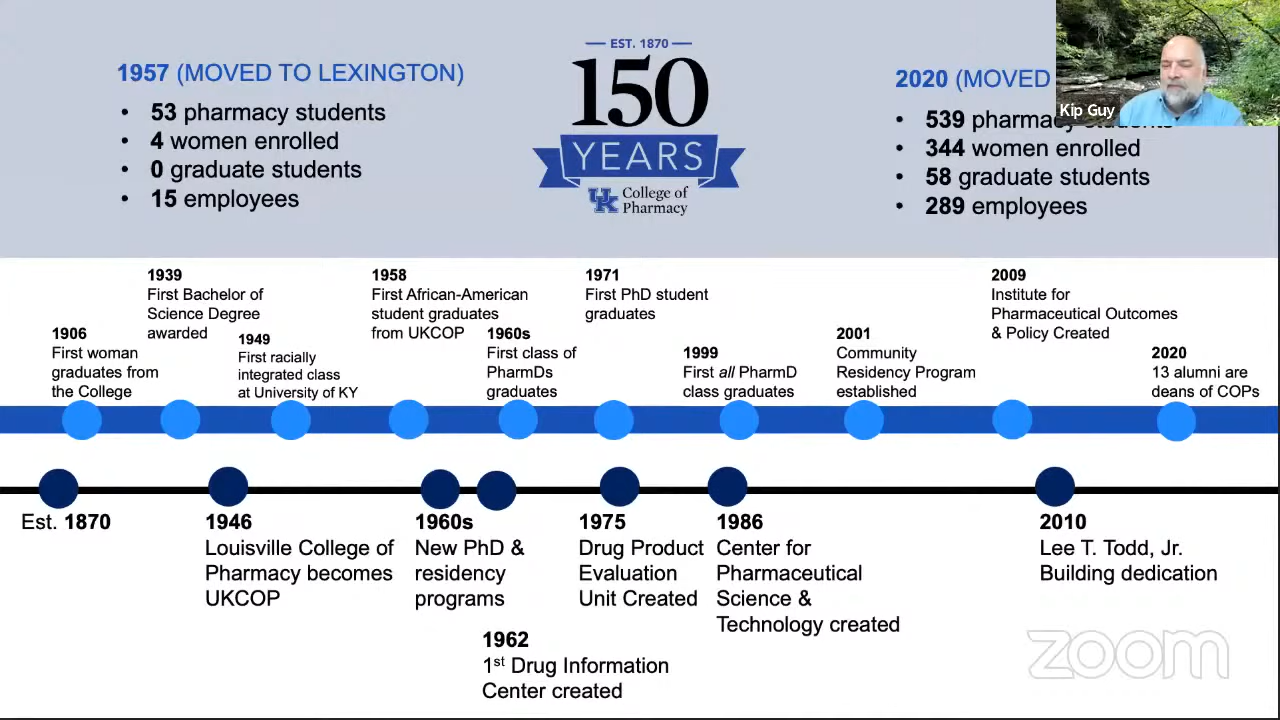 EST. 1870
150
YEARS
UK College of
Pharmacy
1957 (MOVED TO LEXINGTON)
• 53 pharmacy students
• 4 women enrolled
• 0 graduate students
• 15 employees
2020 (MOVED
• 539 pharmacy students
• 344 women enrolled
• 58 graduate students
• 289 employees
Kip Guy
1906
First woman
graduates from
the College
1939
First Bachelor of
Science Degree
awarded
1949
First racially
integrated class
at University of KY
1958
First African-American
student graduates
from UKCOP
1960s
First class of
PharmDs
graduates
1971
First PhD student
graduates
1999
First all PharmD
class graduates
2001
Community
Residency Program
established
2009
Institute for
Pharmaceutical Outcomes
& Policy Created
2020
13 alumni are
deans of COPs
Est. 1870
1946
Louisville College of
Pharmacy becomes
UKCOP
1960s
New PhD &
residency
programs
1962
1st Drug Information
Center created
1975
Drug Product
Evaluation
Unit Created
1986
Center for
Pharmaceutical
Science &
Technology created
2010
Lee T. Todd, Jr.
Building dedication
zoom